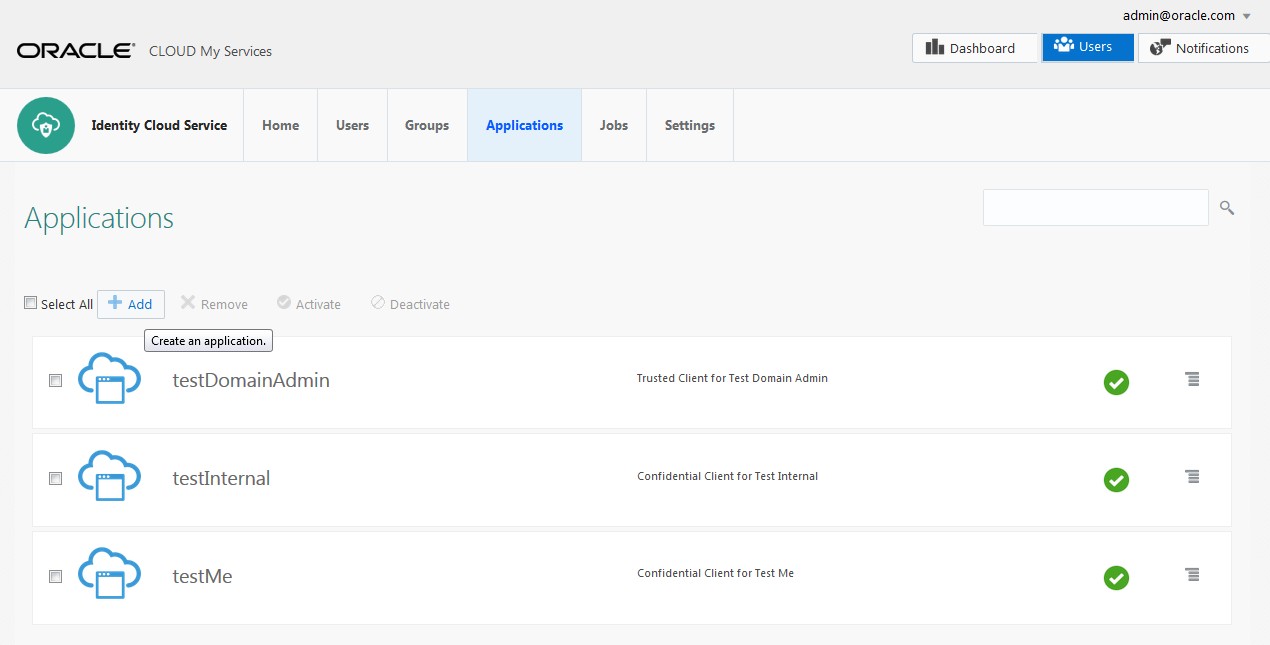 admin@oracle.com
ORACLE® CLOUD My Services
Dashboard Users Notifications
Identity Cloud Service Home Users Groups Applications Jobs Settings
Applications
Select All Add Remove Activate Deactivate
Create an application.
testDomainAdmin Trusted Client for Test Domain Admin
testInternal Confidential Client for Test Internal
testMe Confidential Client for Test Me